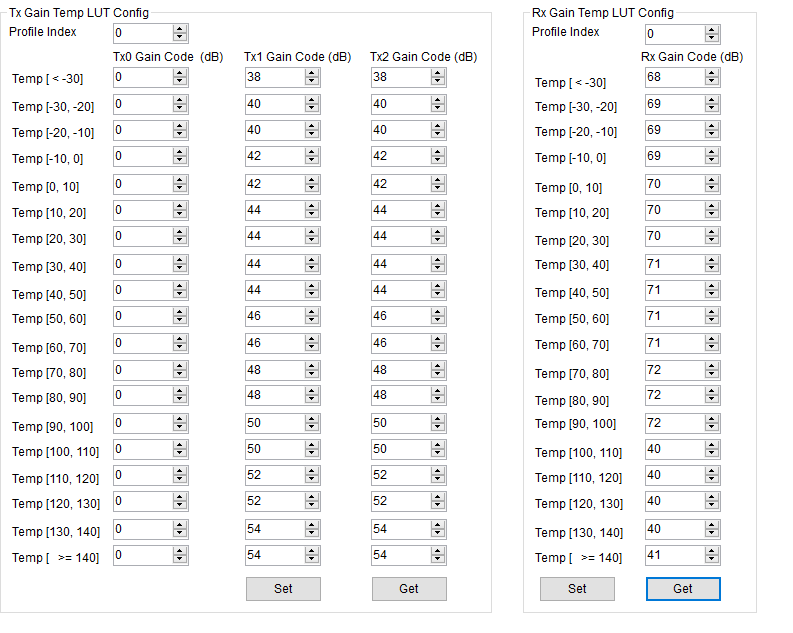 Tx Gain Temp LUT Config
Profile Index 0
Tx0 Gain Code (dB) Tx1 Gain Code (dB) Tx2 Gain Code (dB)
Temp [ < -30] 0 38 38
Temp [-30, -20] 0 40 40
Temp [-20, -10] 0 40 40
Temp [-10, 0] 0 42 42
Temp [0, 10] 0 42 42
Temp [10, 20] 0 44 44
Temp [20, 30] 0 44 44
Temp [30, 40] 0 44 44
Temp [40, 50] 0 44 44
Temp [50, 60] 0 46 46
Temp [60, 70] 0 46 46
Temp [70, 80] 0 48 48
Temp [80, 90] 0 48 48
Temp [90, 100] 0 50 50
Temp [100, 110] 0 50 50
Temp [110, 120] 0 52 52
Temp [120, 130] 0 52 52
Temp [130, 140] 0 54 54
Temp [ >= 140] 0 54 54
Set Get
Rx Gain Temp LUT Config
Profile Index 0
Rx Gain Code (dB)
Temp [ < -30] 68
Temp [-30, -20] 69
Temp [-20, -10] 69
Temp [-10, 0] 69
Temp [0, 10] 70
Temp [10, 20] 70
Temp [20, 30] 70
Temp [30, 40] 71
Temp [40, 50] 71
Temp [50, 60] 71
Temp [60, 70] 71
Temp [70, 80] 72
Temp [80, 90] 72
Temp [90, 100] 72
Temp [100, 110] 40
Temp [110, 120] 40
Temp [120, 130] 40
Temp [130, 140] 40
Temp [ >= 140] 41
Set Get